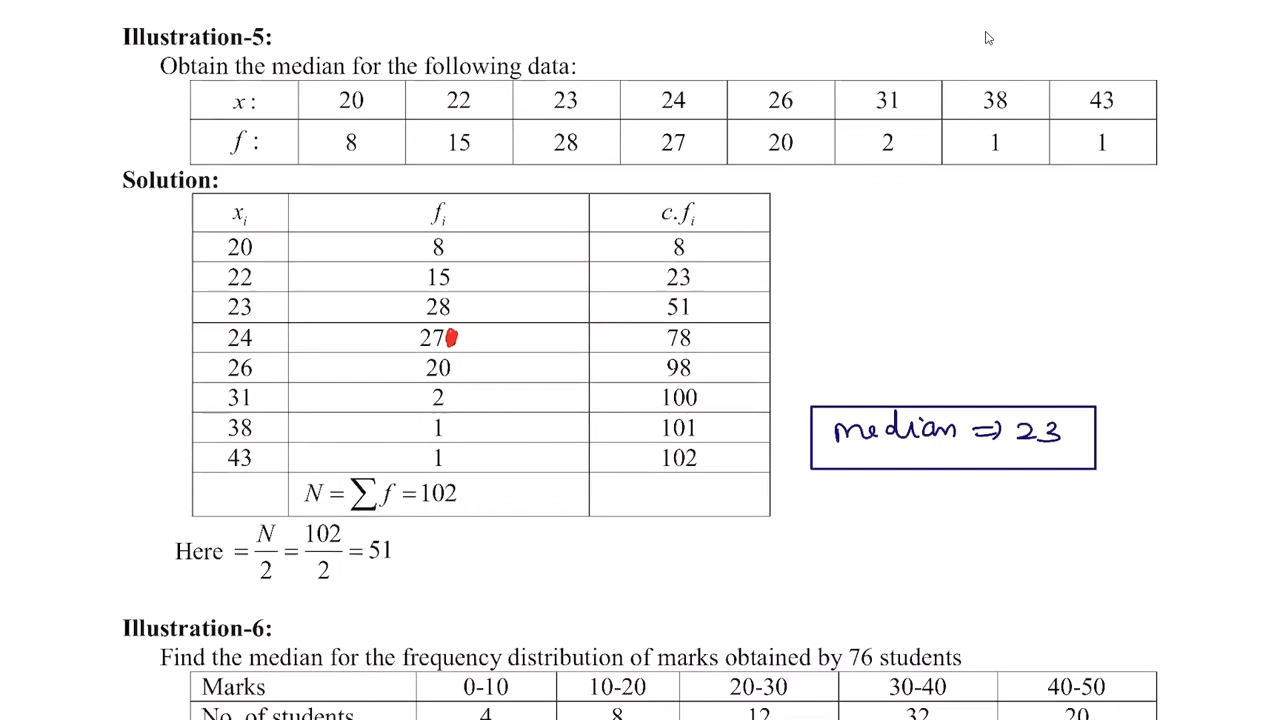 Illustration-5:
Obtain the median for the following data:
x : 20 22 23 24 26 31 38 43
f : 8 15 28 27 20 2 1 1
Solution:
x_i f_i c.f_i
20 8 8
22 15 23
23 28 51
24 27 78
26 20 98
31 2 100
38 1 101
43 1 102
N = ∑ f = 102
median ⇒ 23
Here = N/2 = 102/2 = 51
Illustration-6:
Find the median for the frequency distribution of marks obtained by 76 students
Marks 0-10 10-20 20-30 30-40 40-50
No. of students 4 8 12 32 20